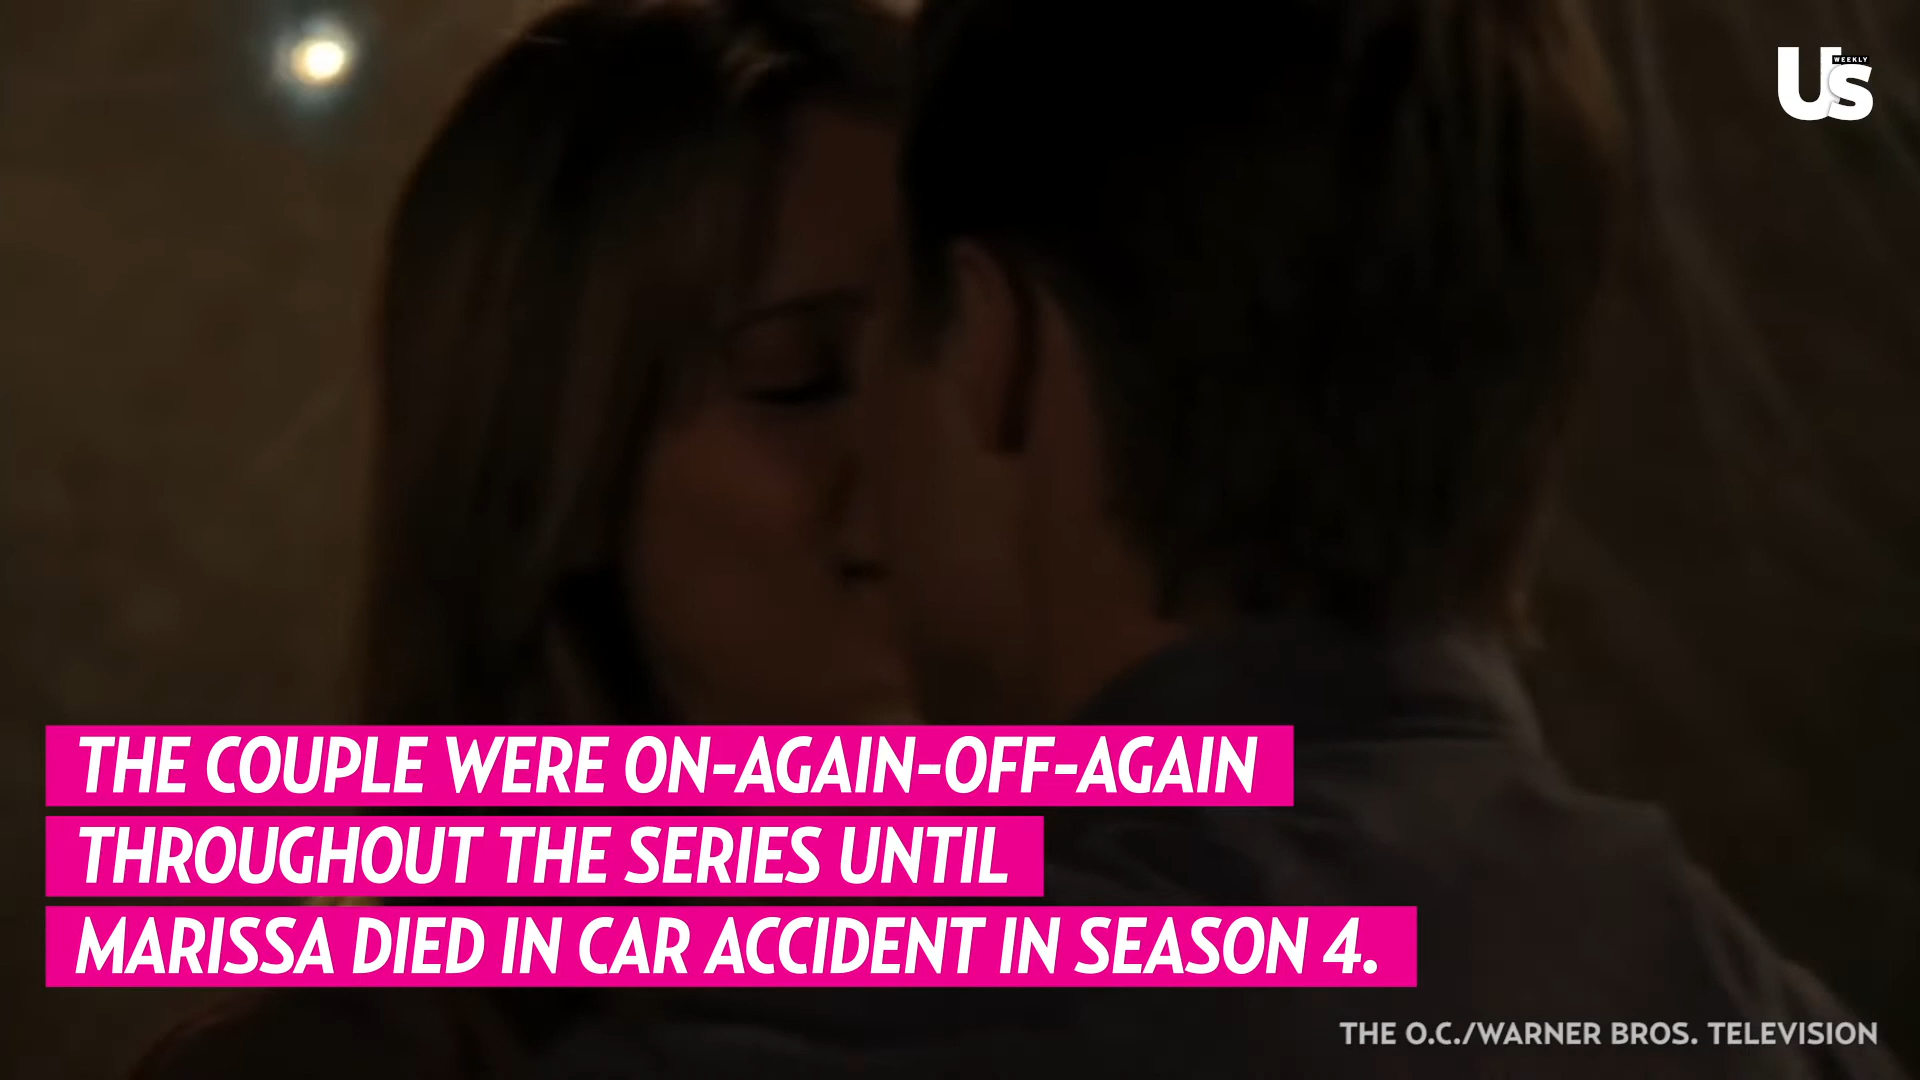 Us
WEEKLY
THE COUPLE WERE ON-AGAIN-OFF-AGAIN
THROUGHOUT THE SERIES UNTIL
MARISSA DIED IN CAR ACCIDENT IN SEASON 4.
THE O.C./WARNER BROS. TELEVISION